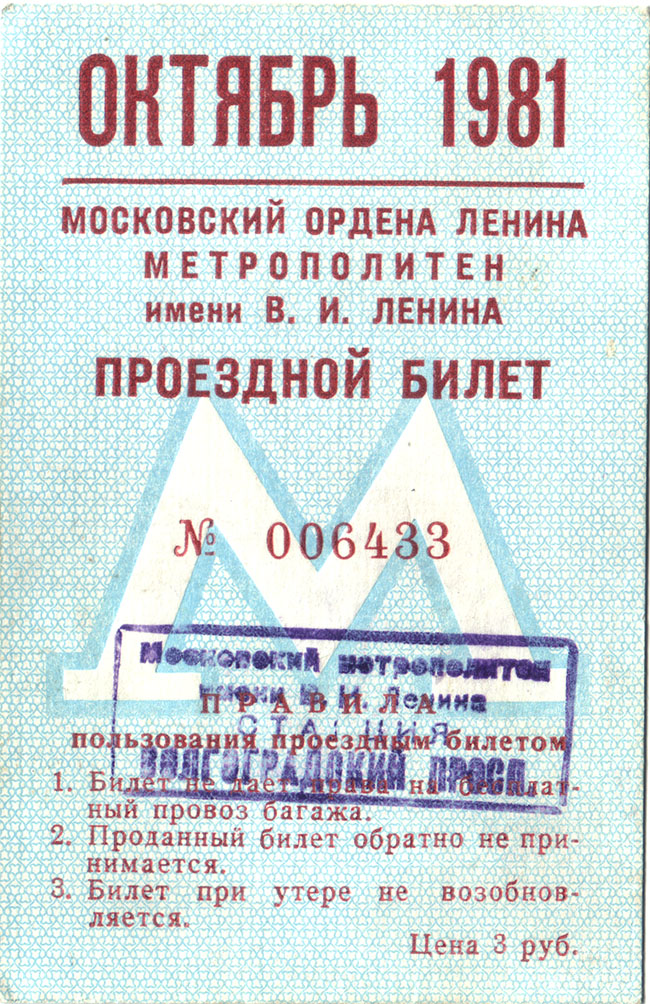 ОКТЯБРЬ 1981
МОСКОВСКИЙ ОРДЕНА ЛЕНИНА
МЕТРОПОЛИТЕН
имени В. И. ЛЕНИНА
ПРОЕЗДНОЙ БИЛЕТ
М
№ 006433
Московский метрополитен
имени В. И. Ленина
ПРАВИЛА
СТАНЦИЯ
пользования проездным билетом
ВОЛГОГРАДСКИЙ ПРОСП.
1. Билет не дает права на бесплат-
ный провоз багажа.
2. Проданный билет обратно не при-
нимается.
3. Билет при утере не возобнов-
ляется.
Цена 3 руб.